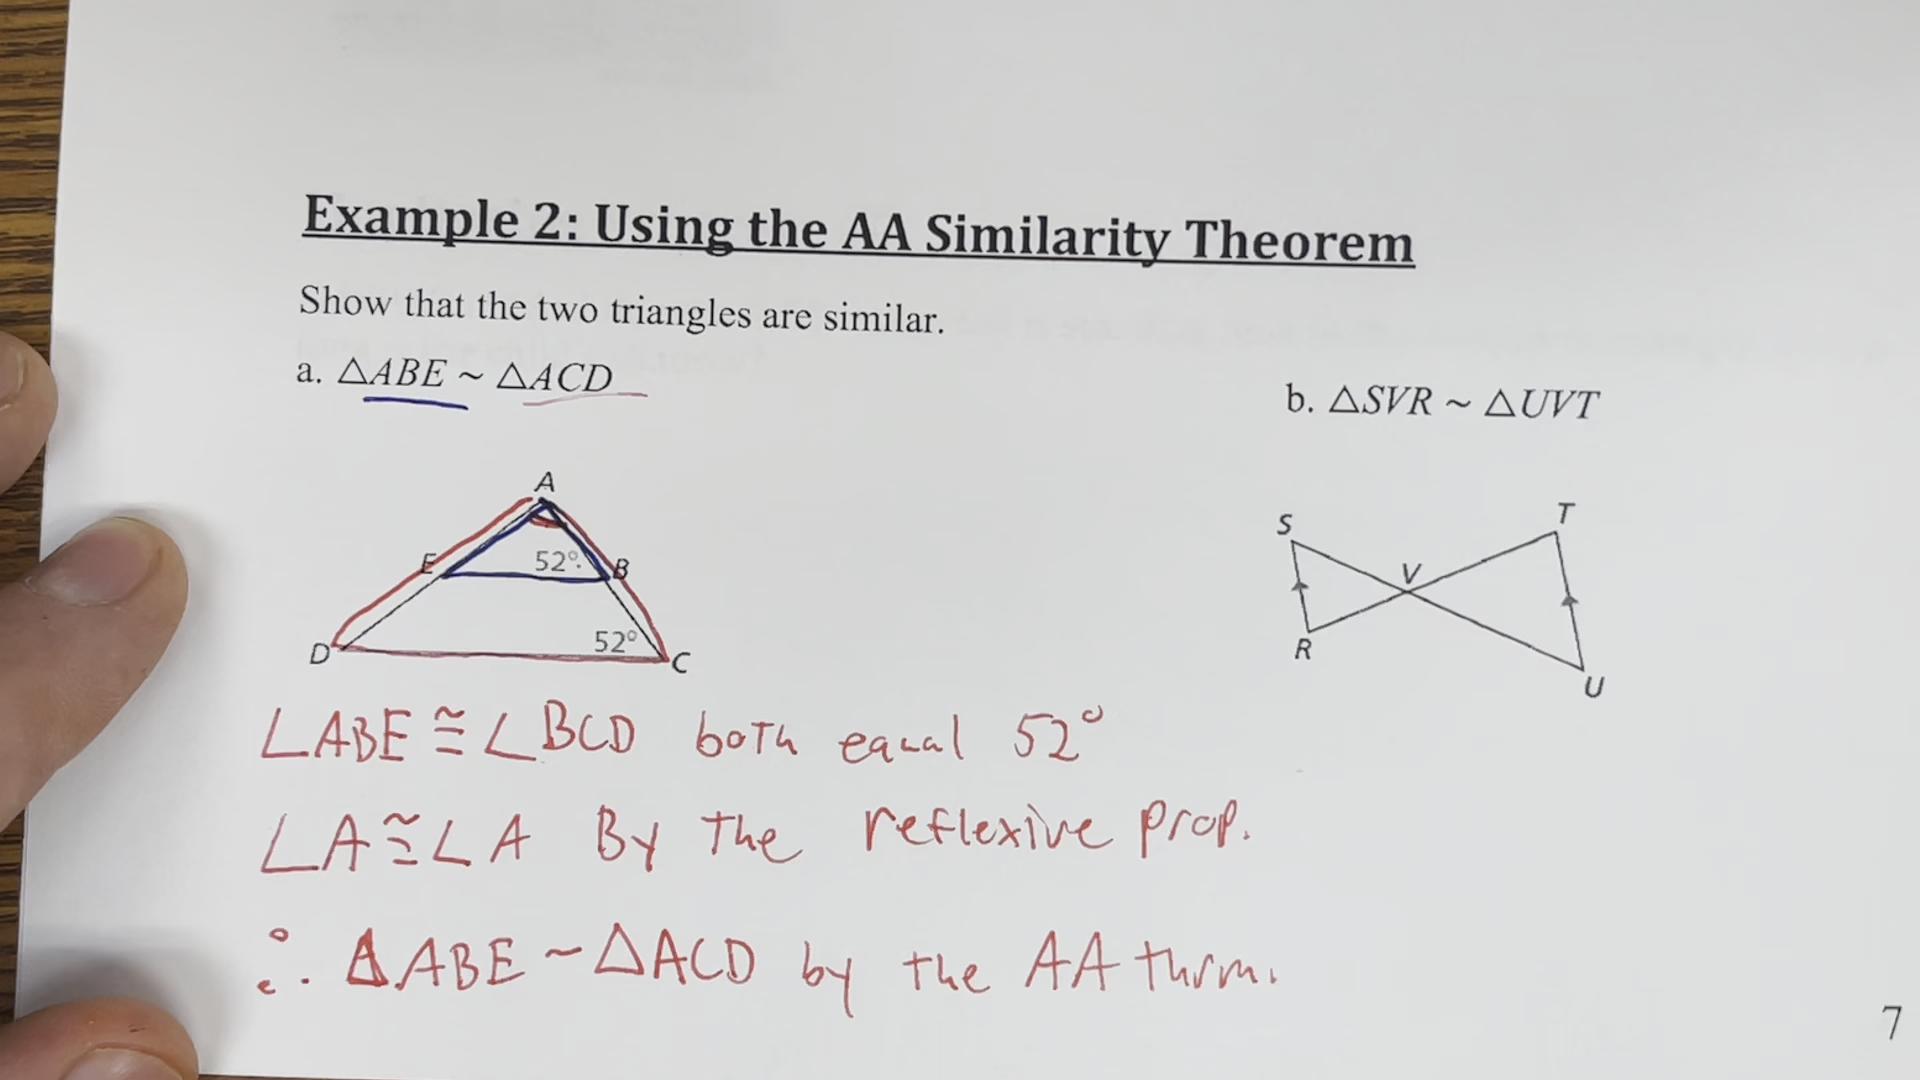 Example 2: Using the AA Similarity Theorem
Show that the two triangles are similar.
a. △ABE ~ △ACD
b. △SVR ~ △UVT
A
E
52°
B
D
52°
C
S
T
V
R
U
∠ABE ≅ ∠BCD both equal 52°
∠A ≅ ∠A By The reflexive prop.
∴ △ABE ~ △ACD by the AA thrm.
7